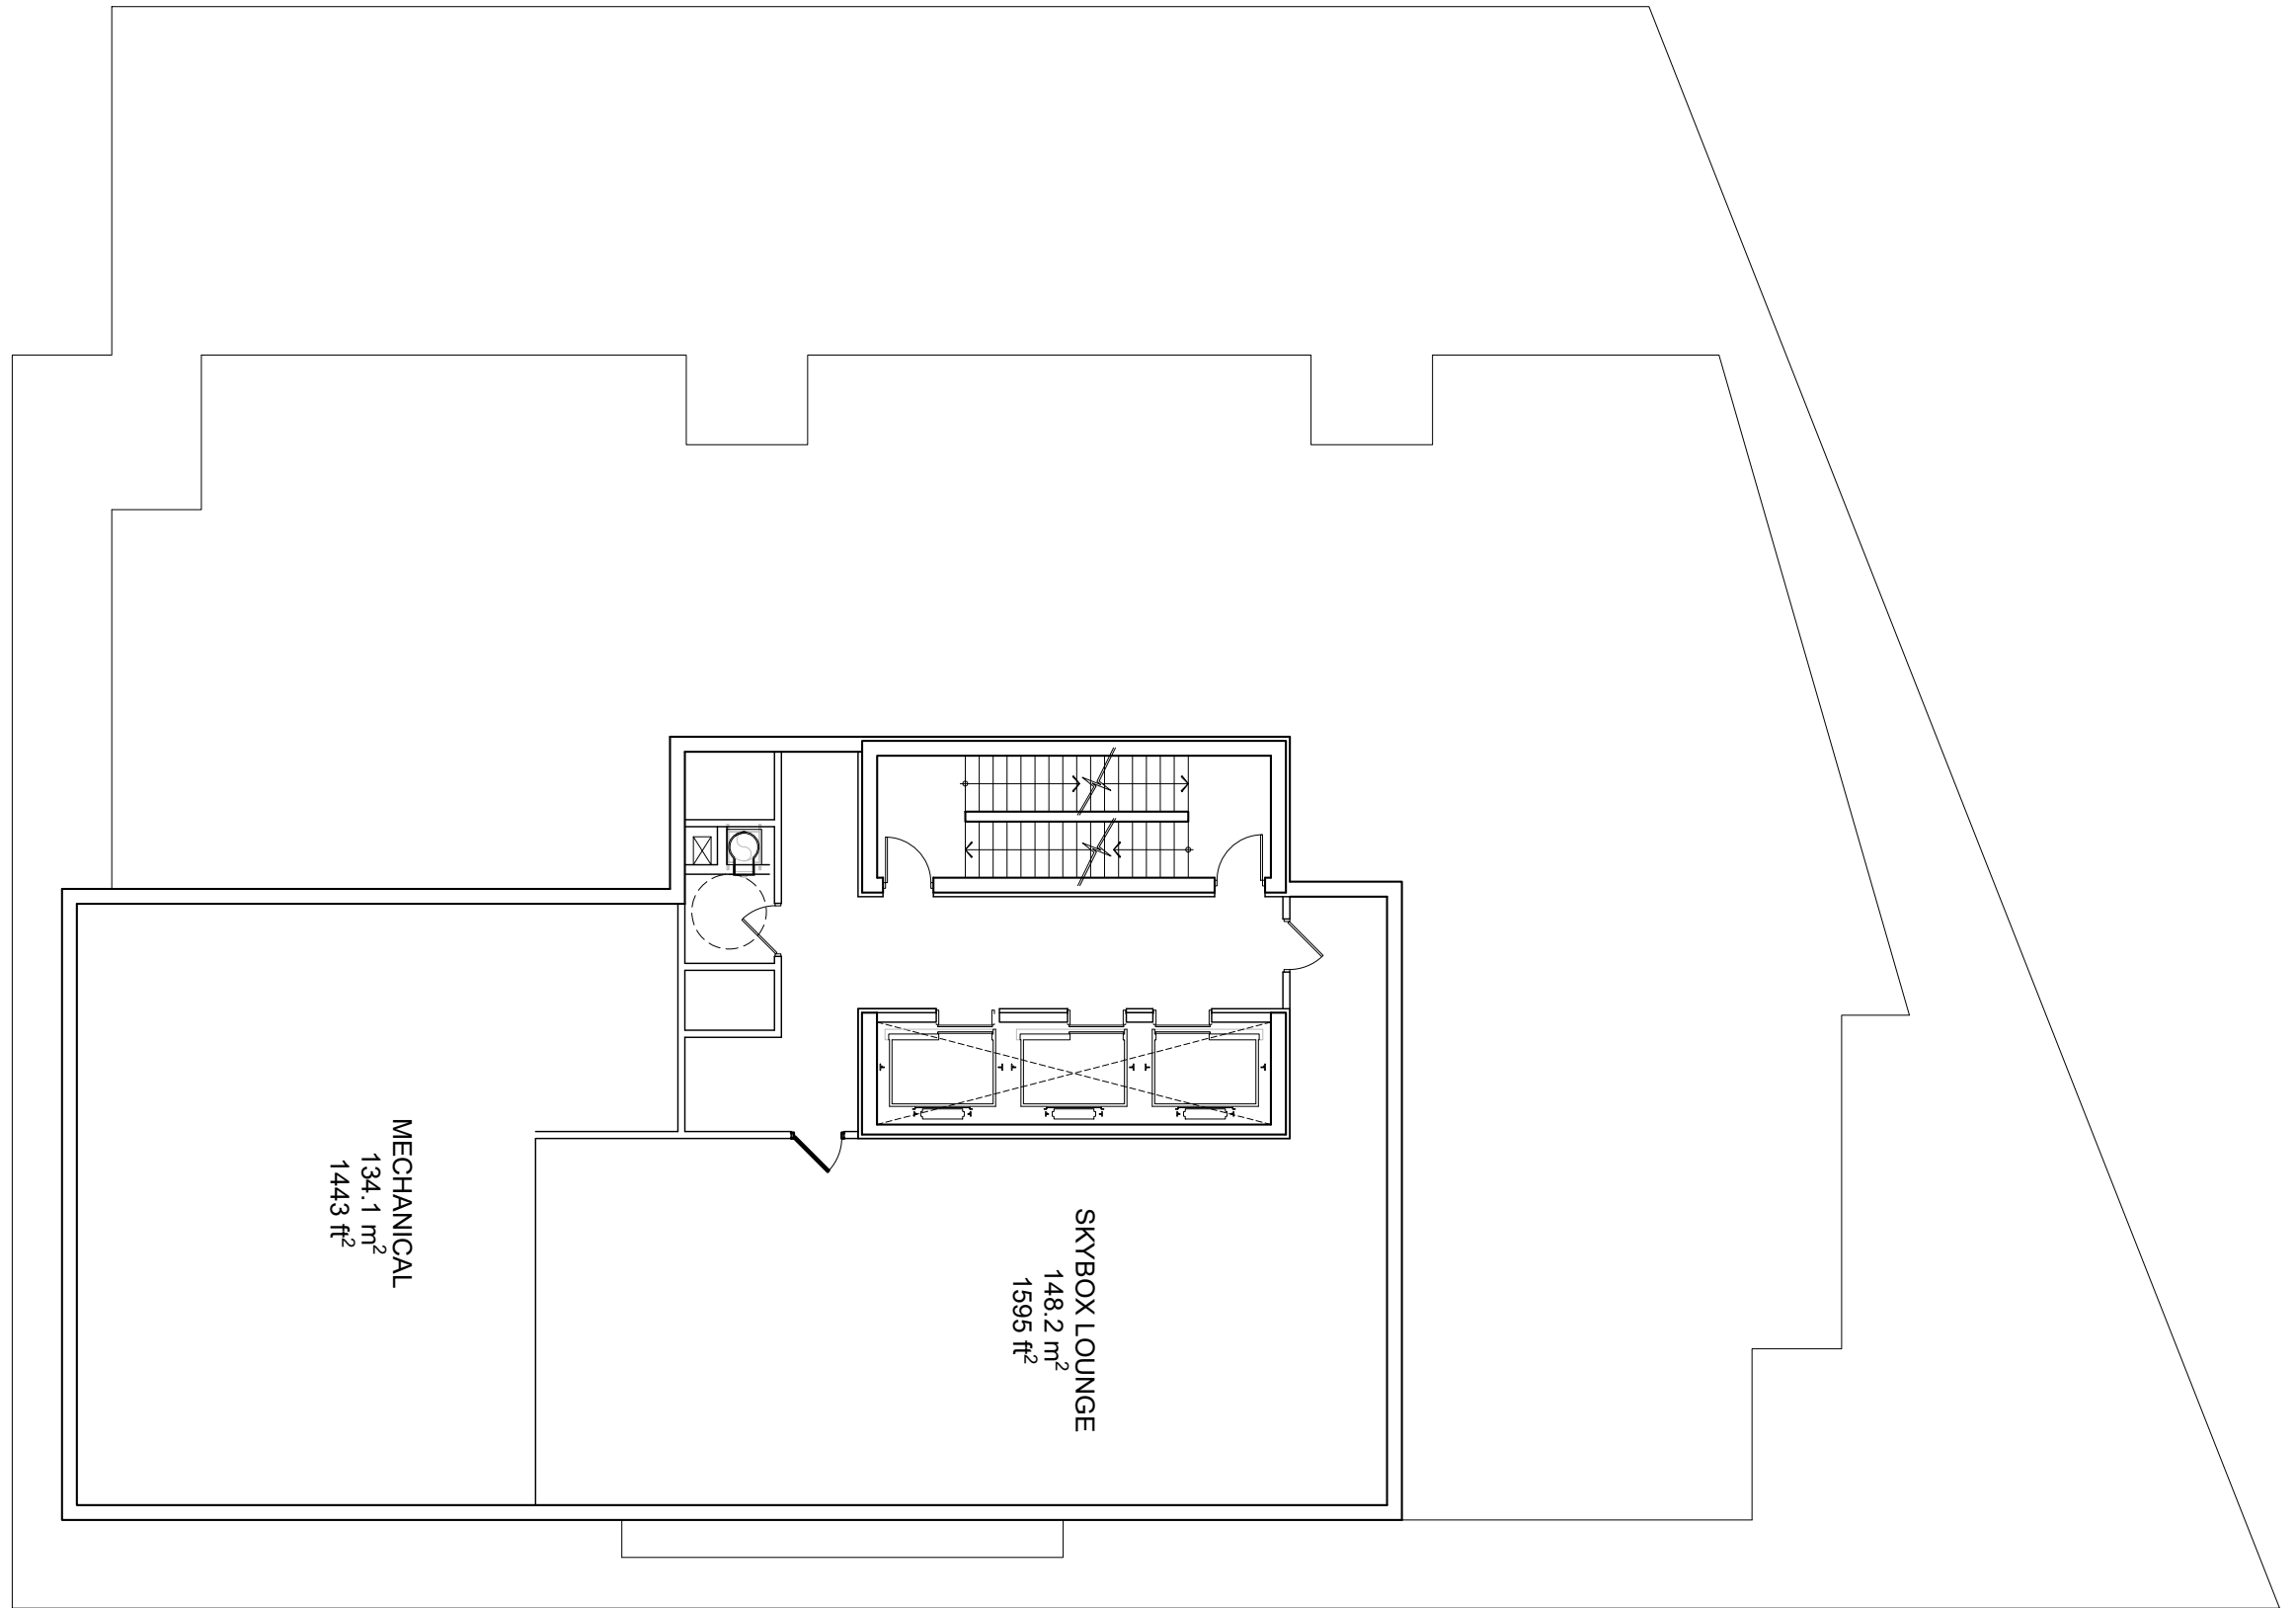 MECHANICAL
134.1 m²
1443 ft²
SKYBOX LOUNGE
148.2 m²
1595 ft²